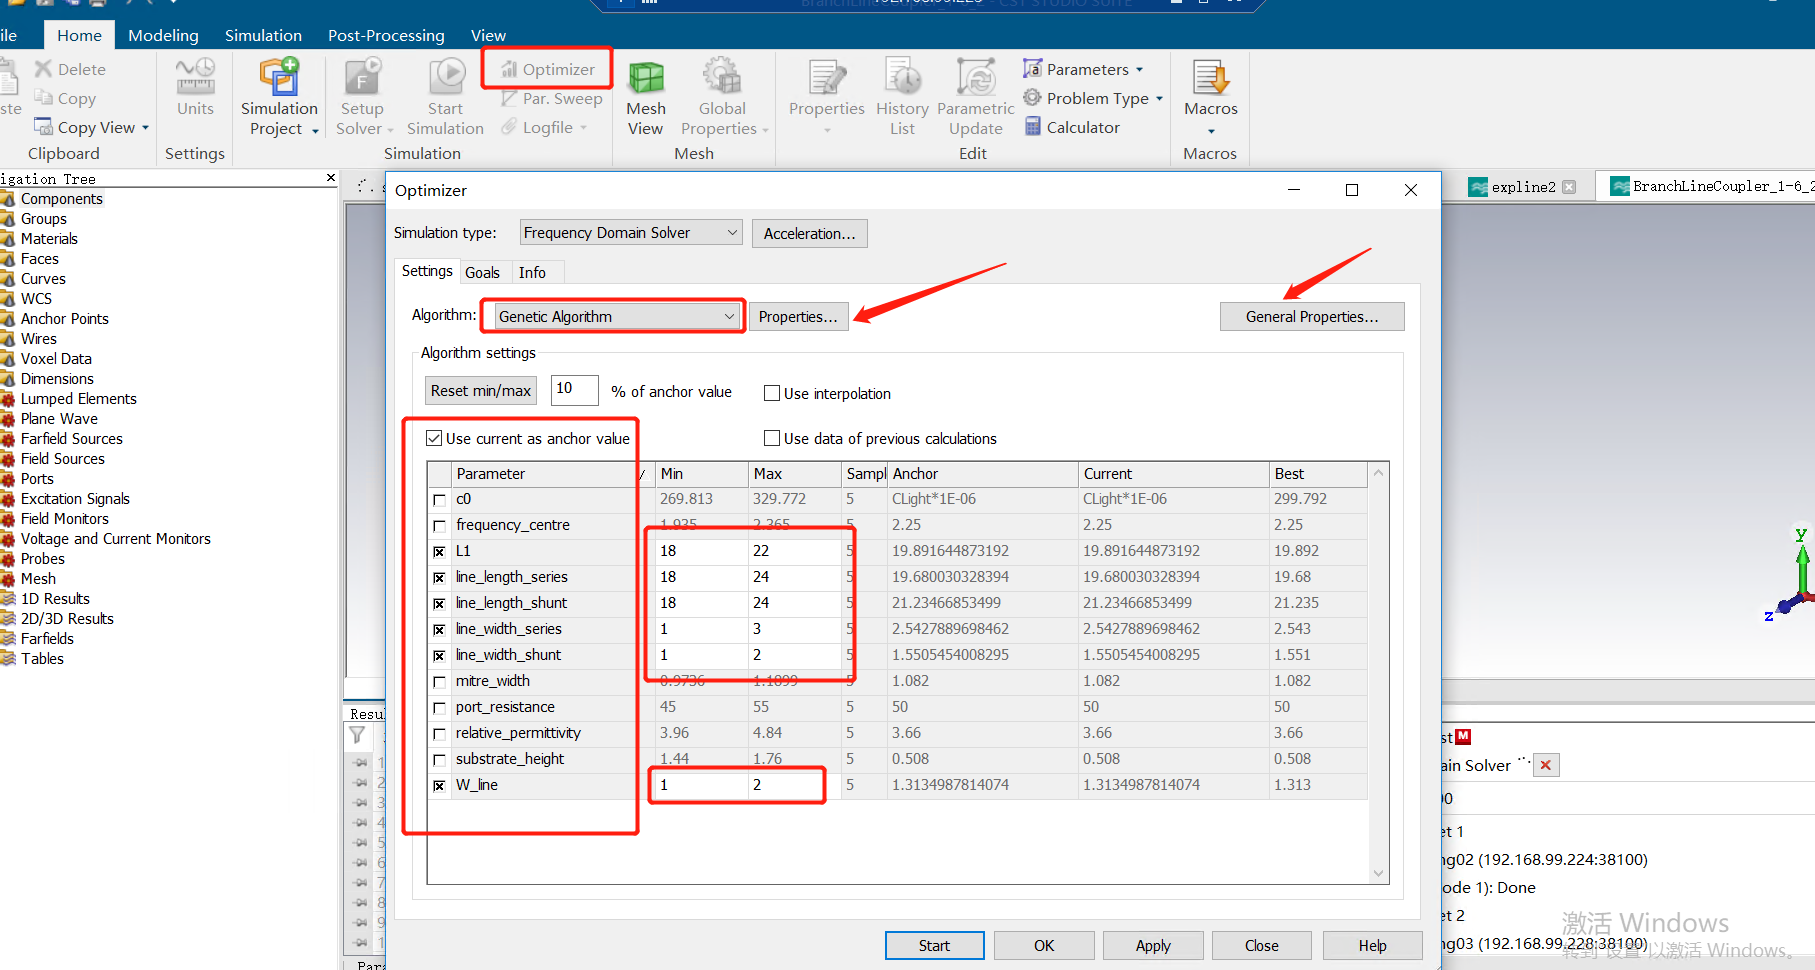 ile Home Modeling Simulation Post-Processing View
Delete
Copy
Copy View
Clipboard
Units
Settings
Simulation Project
Setup Solver
Start Simulation
Optimizer
Par. Sweep
Logfile
Simulation
Mesh View
Global Properties
Mesh
Properties
History List
Parametric Update
Parameters
Problem Type
Calculator
Edit
Macros
Macros
igation Tree
Components
Groups
Materials
Faces
Curves
WCS
Anchor Points
Wires
Voxel Data
Dimensions
Lumped Elements
Plane Wave
Farfield Sources
Field Sources
Ports
Excitation Signals
Field Monitors
Voltage and Current Monitors
Probes
Mesh
1D Results
2D/3D Results
Farfields
Tables
expline2
BranchLineCoupler_1-6_2
Optimizer
Simulation type: Frequency Domain Solver Acceleration...
Settings Goals Info
Algorithm: Genetic Algorithm Properties... General Properties...
Algorithm settings
Reset min/max 10 % of anchor value Use interpolation
Use current as anchor value Use data of previous calculations
Parameter Min Max Sampl Anchor Current Best
c0 269.813 329.772 5 CLight*1E-06 CLight*1E-06 299.792
frequency_centre 1.935 2.365 5 2.25 2.25 2.25
L1 18 22 5 19.891644873192 19.891644873192 19.892
line_length_series 18 24 5 19.680030328394 19.680030328394 19.68
line_length_shunt 18 24 5 21.23466853499 21.23466853499 21.235
line_width_series 1 3 5 2.5427889698462 2.5427889698462 2.543
line_width_shunt 1 2 5 1.5505454008295 1.5505454008295 1.551
mitre_width 0.9736 1.1899 5 1.082 1.082 1.082
port_resistance 45 55 5 50 50 50
relative_permittivity 3.96 4.84 5 3.66 3.66 3.66
substrate_height 1.44 1.76 5 0.508 0.508 0.508
W_line 1 2 5 1.3134987814074 1.3134987814074 1.313
Start OK Apply Close Help
Resu
1
2
3
4
5
6
7
8
9
1
Para
y
z
st M
ain Solver
00
et 1
ng02 (192.168.99.224:38100)
ode 1): Done
et 2
ng03 (192.168.99.228:38100)
激活 Windows
转到"设置"以激活 Windows。